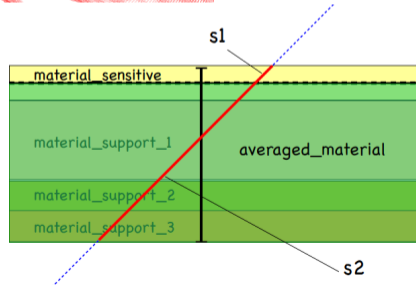 s1
material_sensitive
material_support_1
averaged_material
material_support_2
material_support_3
s2